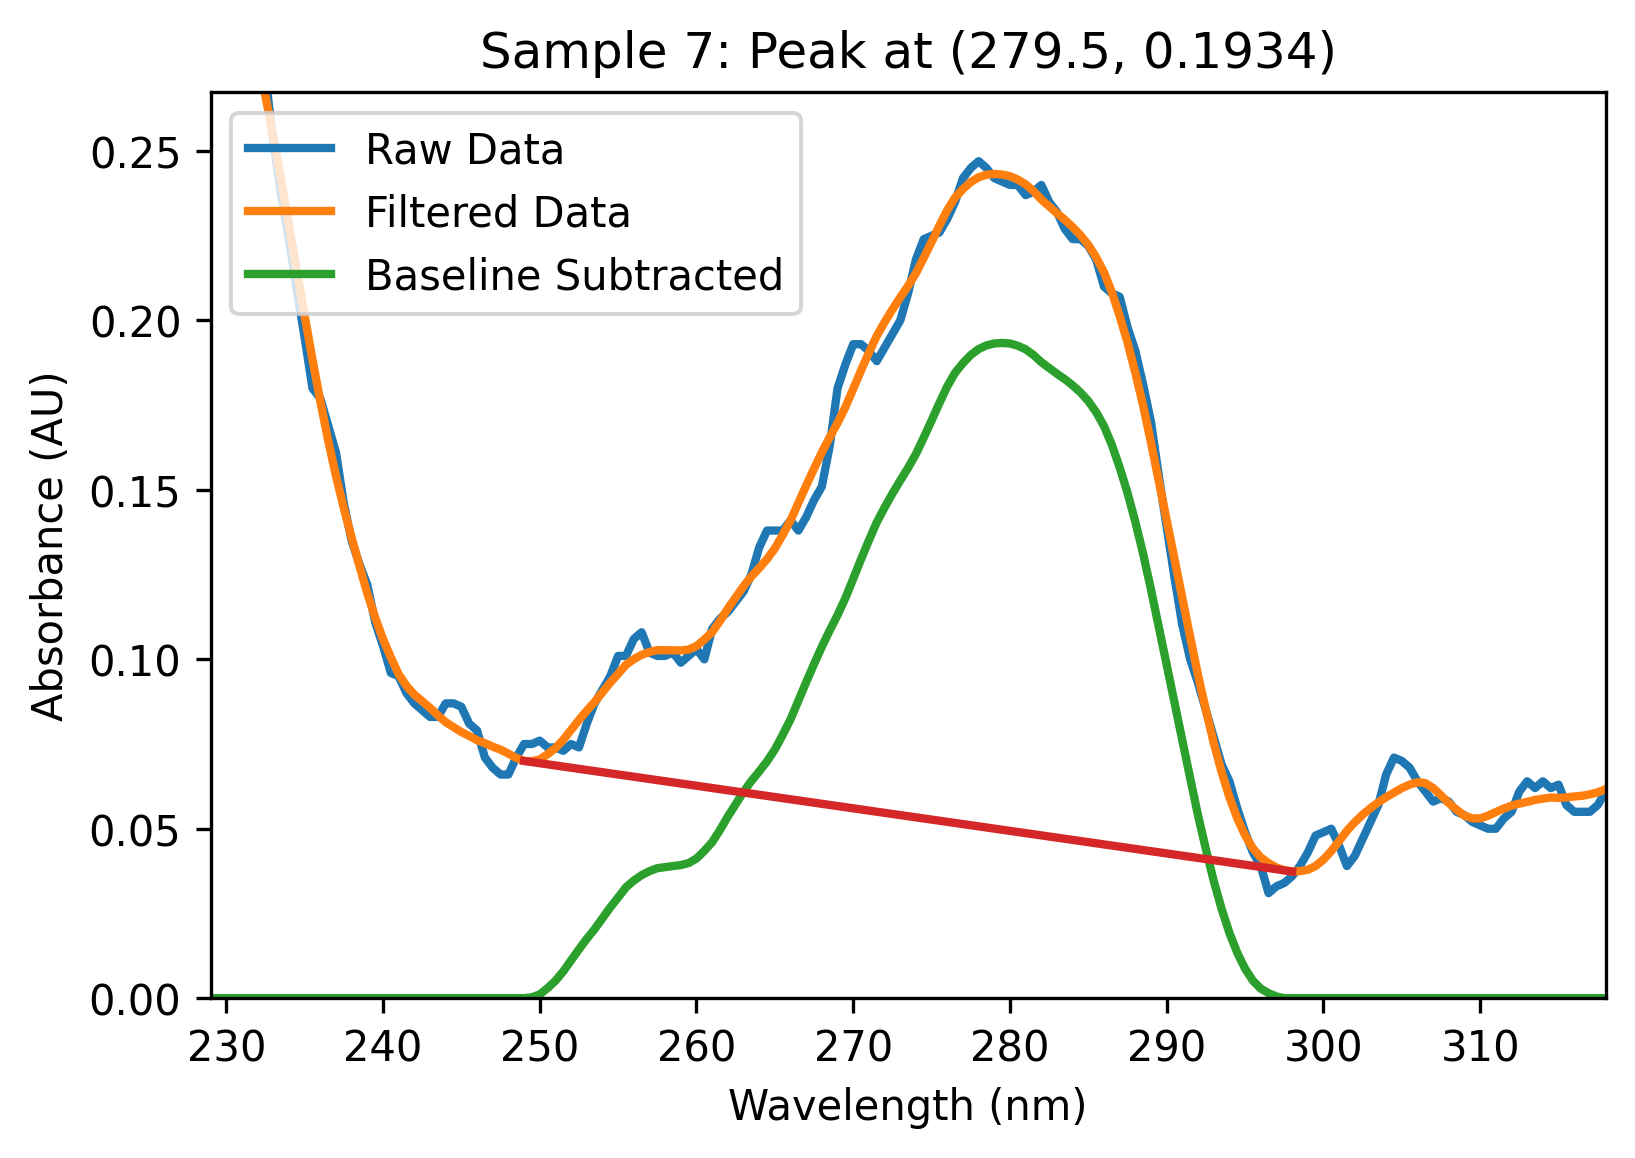 Sample 7: Peak at (279.5, 0.1934)
Raw Data
Filtered Data
Baseline Subtracted
Absorbance (AU)
0.25
0.20
0.15
0.10
0.05
0.00
230 240 250 260 270 280 290 300 310
Wavelength (nm)